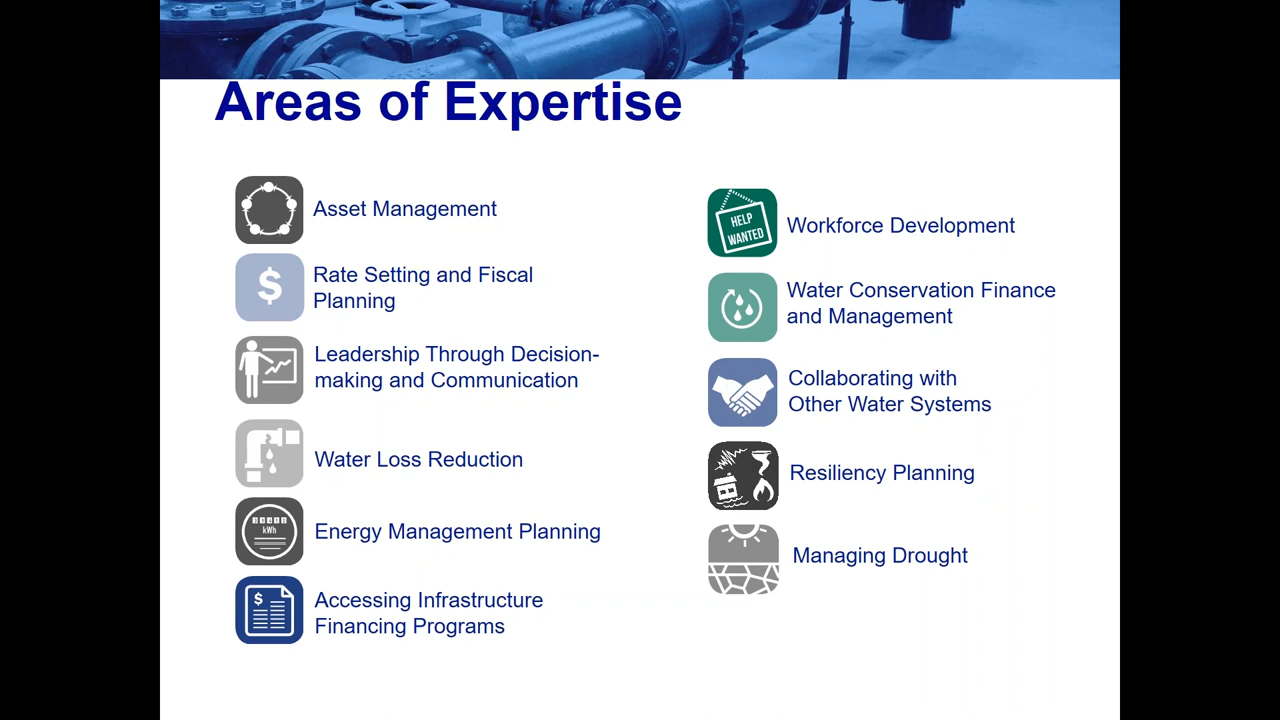 Areas of Expertise
Asset Management
$
Rate Setting and Fiscal
Planning
Leadership Through Decision-
making and Communication
Water Loss Reduction
kWh
Energy Management Planning
$
Accessing Infrastructure
Financing Programs
HELP
WANTED
Workforce Development
Water Conservation Finance
and Management
Collaborating with
Other Water Systems
Resiliency Planning
Managing Drought